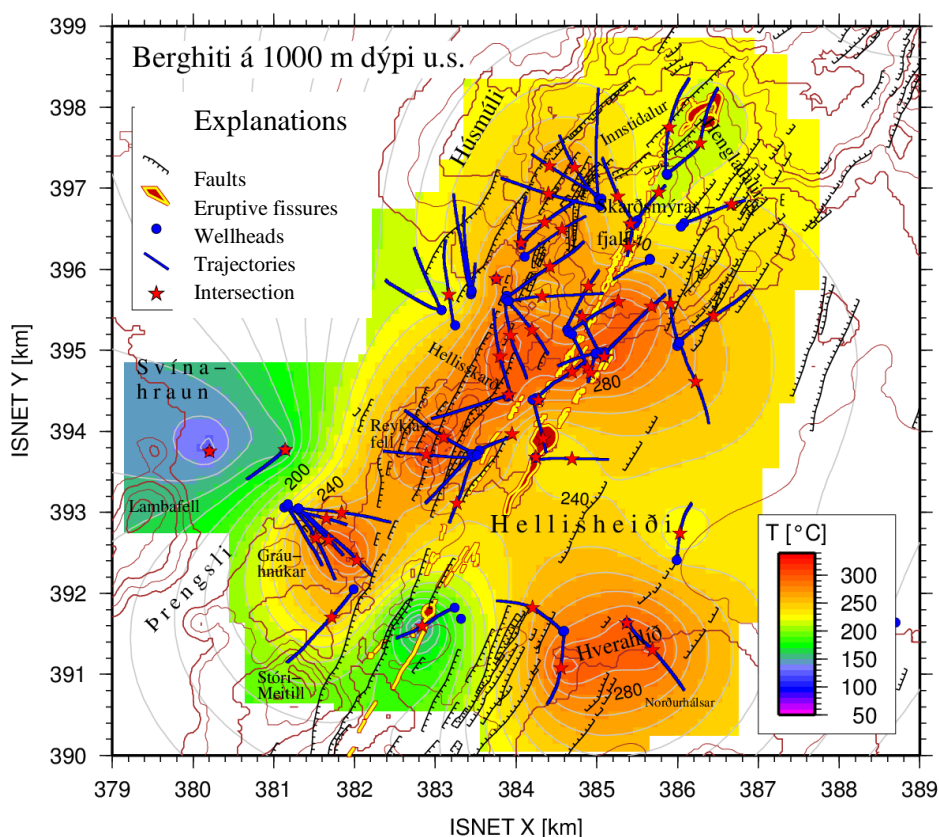 Berghiti á 1000 m dýpi u.s.
Explanations
Faults
Eruptive fissures
Wellheads
Trajectories
Intersection
Húsmúli
Innstidalur
Skarðsmýrar–
fjall
Hellisskarð
280
Svína–
hraun
Reykja
fell
200
240
240
Lambafell
Hellisheiði
Gráu–
hnúkar
Þrengsli
Hverahlíð
Stóri–
Meitill
280
Norðurhálsar
T [°C]
300
250
200
150
100
50
399
398
397
396
395
394
393
392
391
390
379 380 381 382 383 384 385 386 387 388 389
ISNET Y [km]
ISNET X [km]